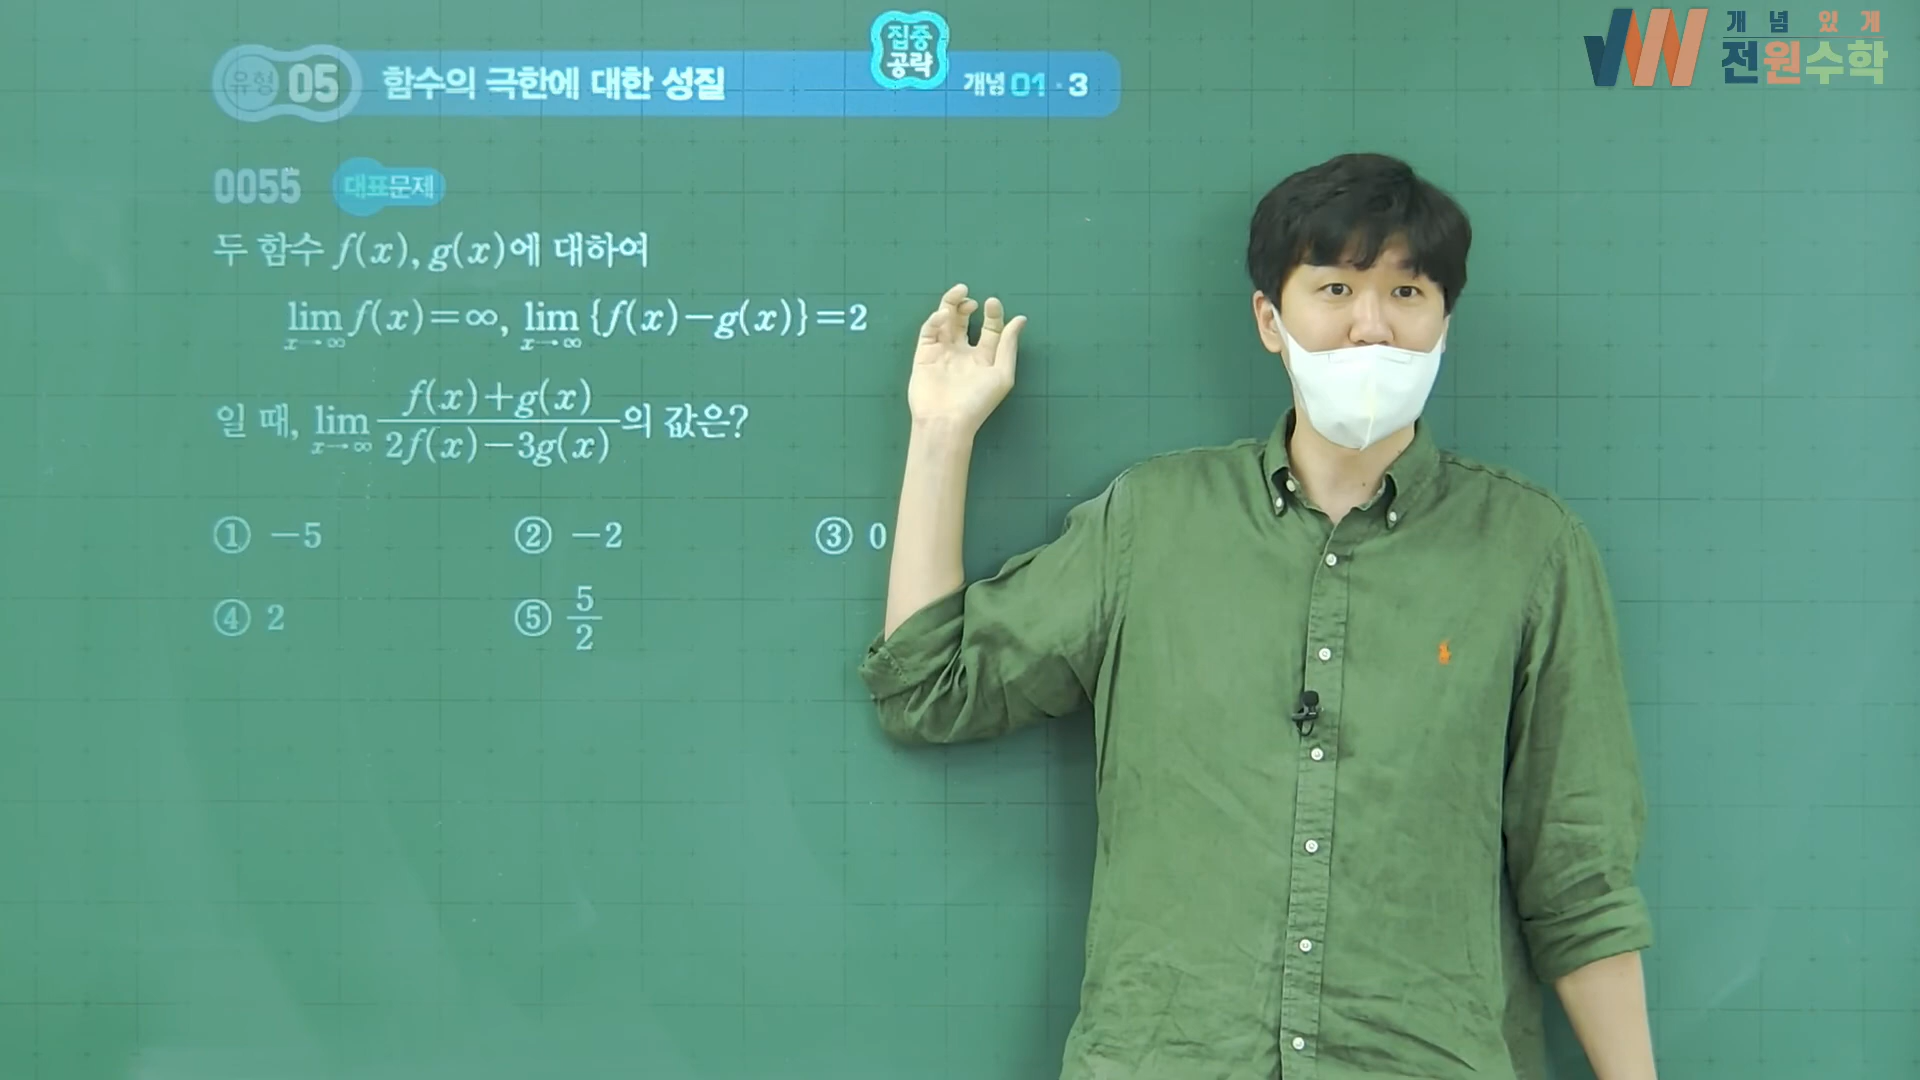 개념있게
전원수학
유형 05 함수의 극한에 대한 성질 집중 공략 개념 01·3
0055 대표문제
두 함수 f(x), g(x)에 대하여
lim_{x→∞} f(x)=∞, lim_{x→∞} {f(x)−g(x)}=2
일 때, lim_{x→∞} \frac{f(x)+g(x)}{2f(x)−3g(x)}의 값은?
① −5 ② −2 ③ 0
④ 2 ⑤ \frac{5}{2}